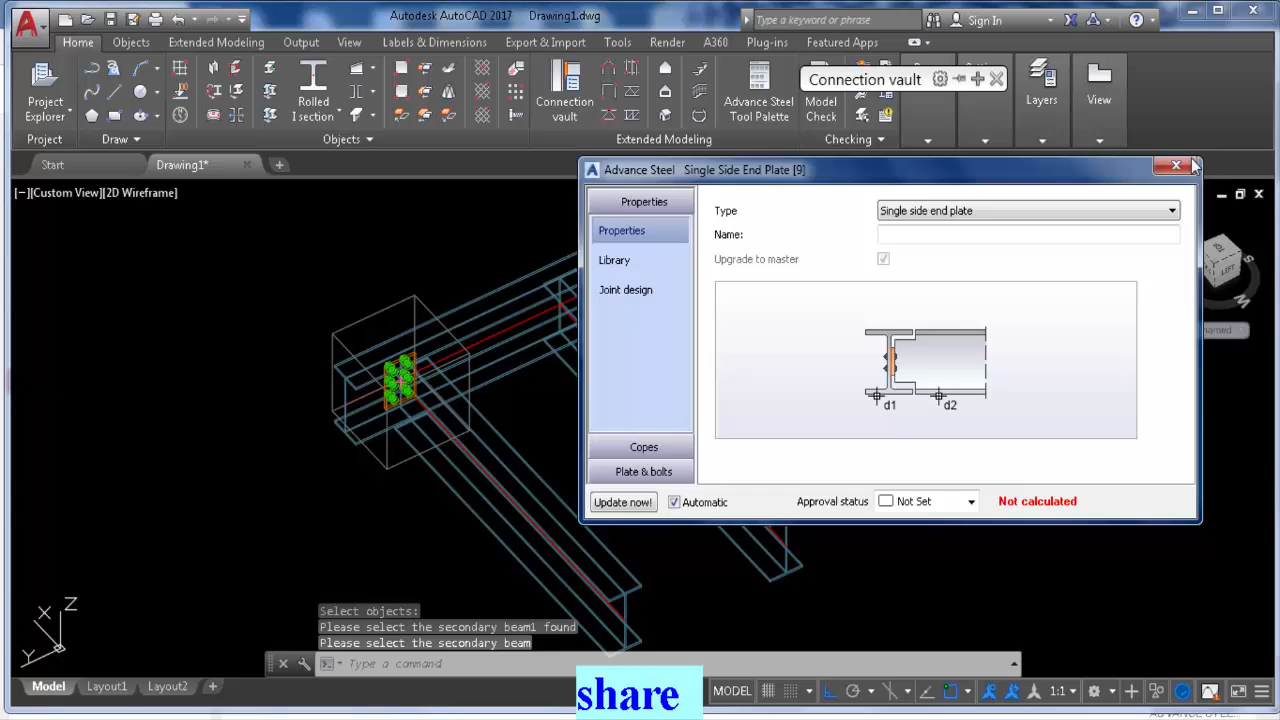 Autodesk AutoCAD 2017 Drawing1.dwg
Type a keyword or phrase
Sign In
Home Objects Extended Modeling Output View Labels & Dimensions Export & Import Tools Render A360 Plug-ins Featured Apps
Connection vault
Project Explorer
Rolled I section
Connection vault
Advance Steel Tool Palette
Model Check
Layers
View
Project Draw Objects Extended Modeling Checking
Start
Drawing1*
[−][Custom View][2D Wireframe]
Advance Steel Single Side End Plate [9]
Properties
Properties
Library
Joint design
Copes
Plate & bolts
Type
Single side end plate
Name:
Upgrade to master
d1
d2
Update now!
Automatic
Approval status
Not Set
Not calculated
LEFT
S
W
named
X
Y
Z
Select objects:
Please select the secondary beam1 found
Please select the secondary beam
Type a command
share
Model Layout1 Layout2
MODEL
1:1